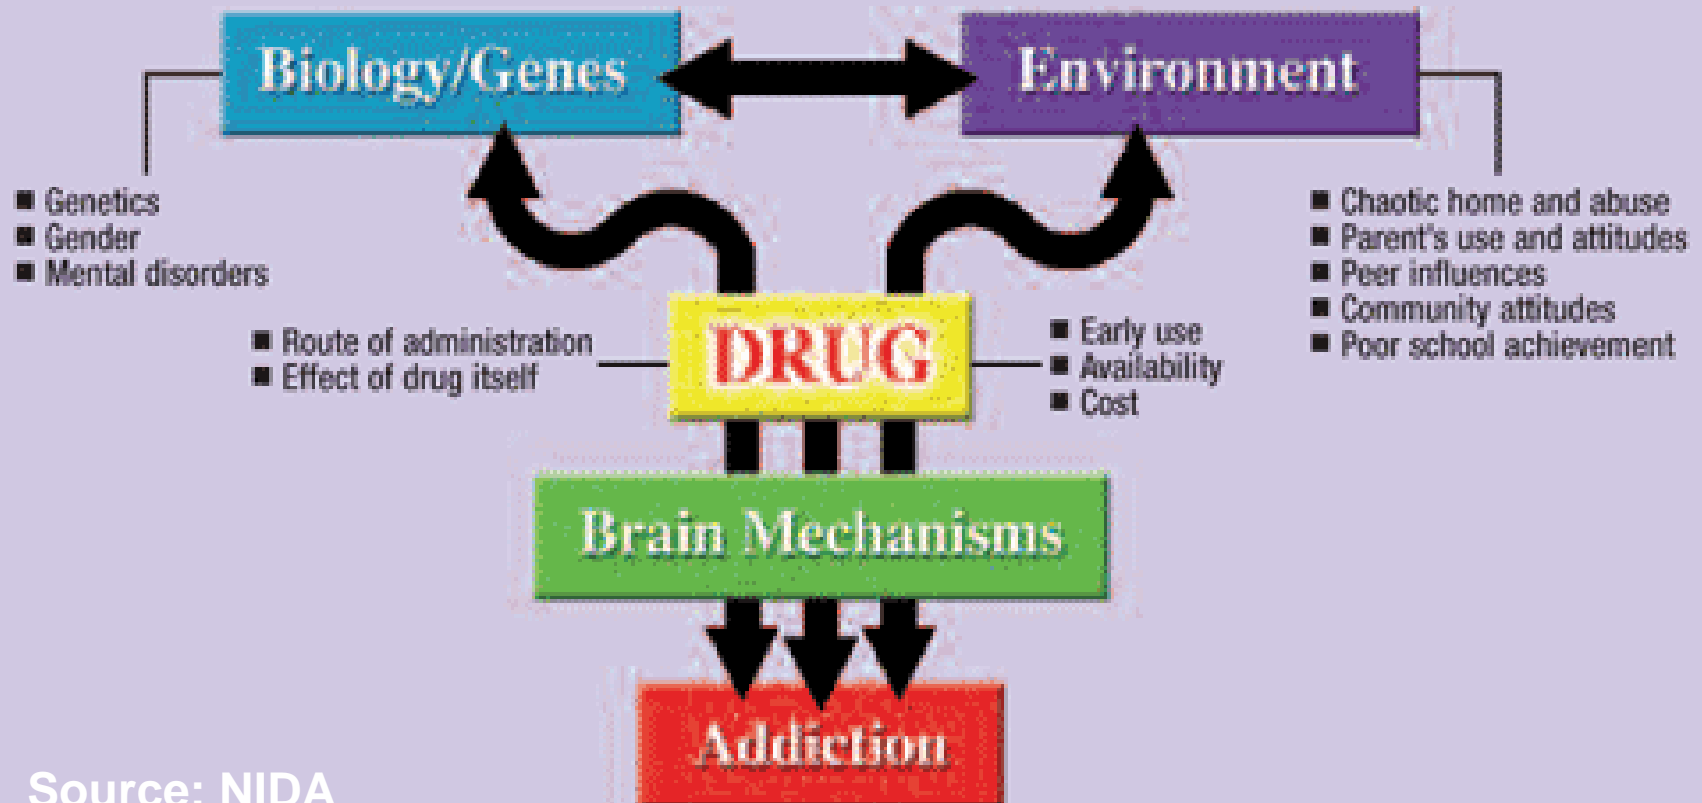 Biology/Genes
Environment
■ Genetics
■ Gender
■ Mental disorders
■ Chaotic home and abuse
■ Parent's use and attitudes
■ Peer influences
■ Community attitudes
■ Poor school achievement
■ Route of administration
■ Effect of drug itself
DRUG
■ Early use
■ Availability
■ Cost
Brain Mechanisms
Addiction
Source: NIDA